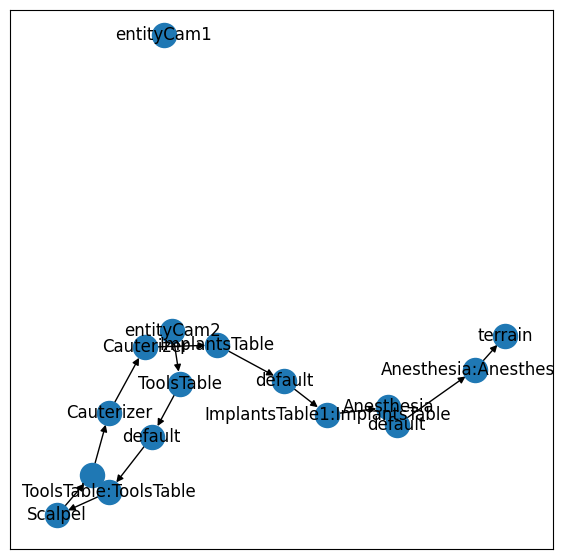 entityCam1
entityCam2
Cauterizer
ImplantsTable
terrain
Anesthesia:Anesthes
default
ToolsTable
Anesthesia
Cauterizer
ImplantsTable1:ImplantsTable
default
default
ToolsTable:ToolsTable
Scalpel